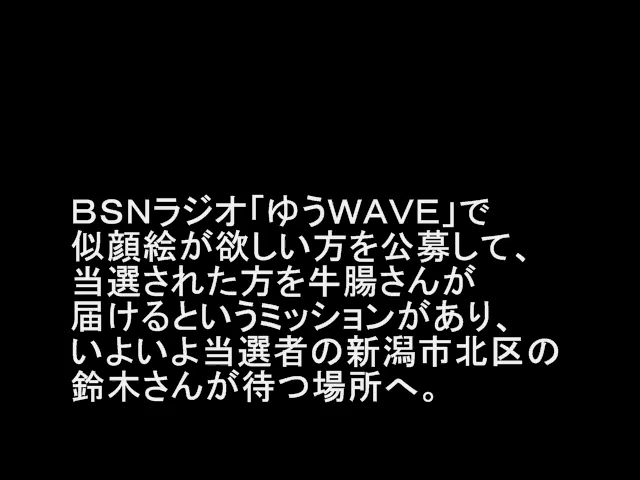 ＢＳＮラジオ「ゆうＷＡＶＥ」で
似顔絵が欲しい方を公募して、
当選された方を牛腸さんが
届けるというミッションがあり、
いよいよ当選者の新潟市北区の
鈴木さんが待つ場所へ。